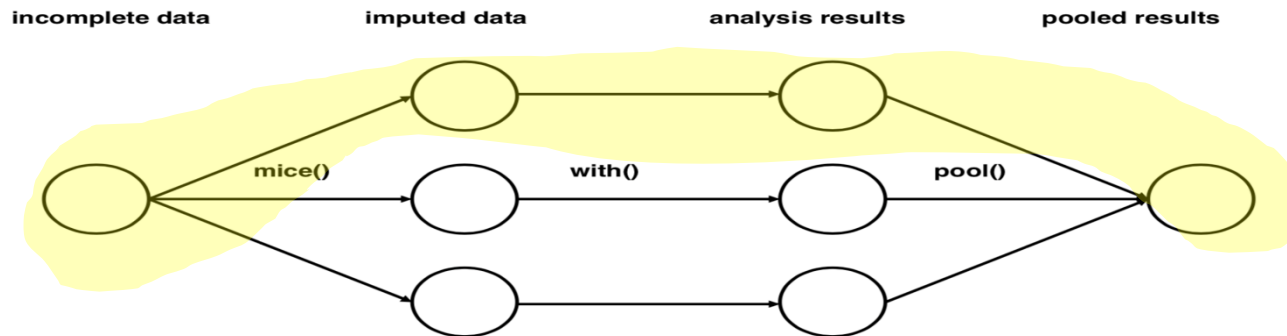 incomplete data
imputed data
analysis results
pooled results
mice()
with()
pool()